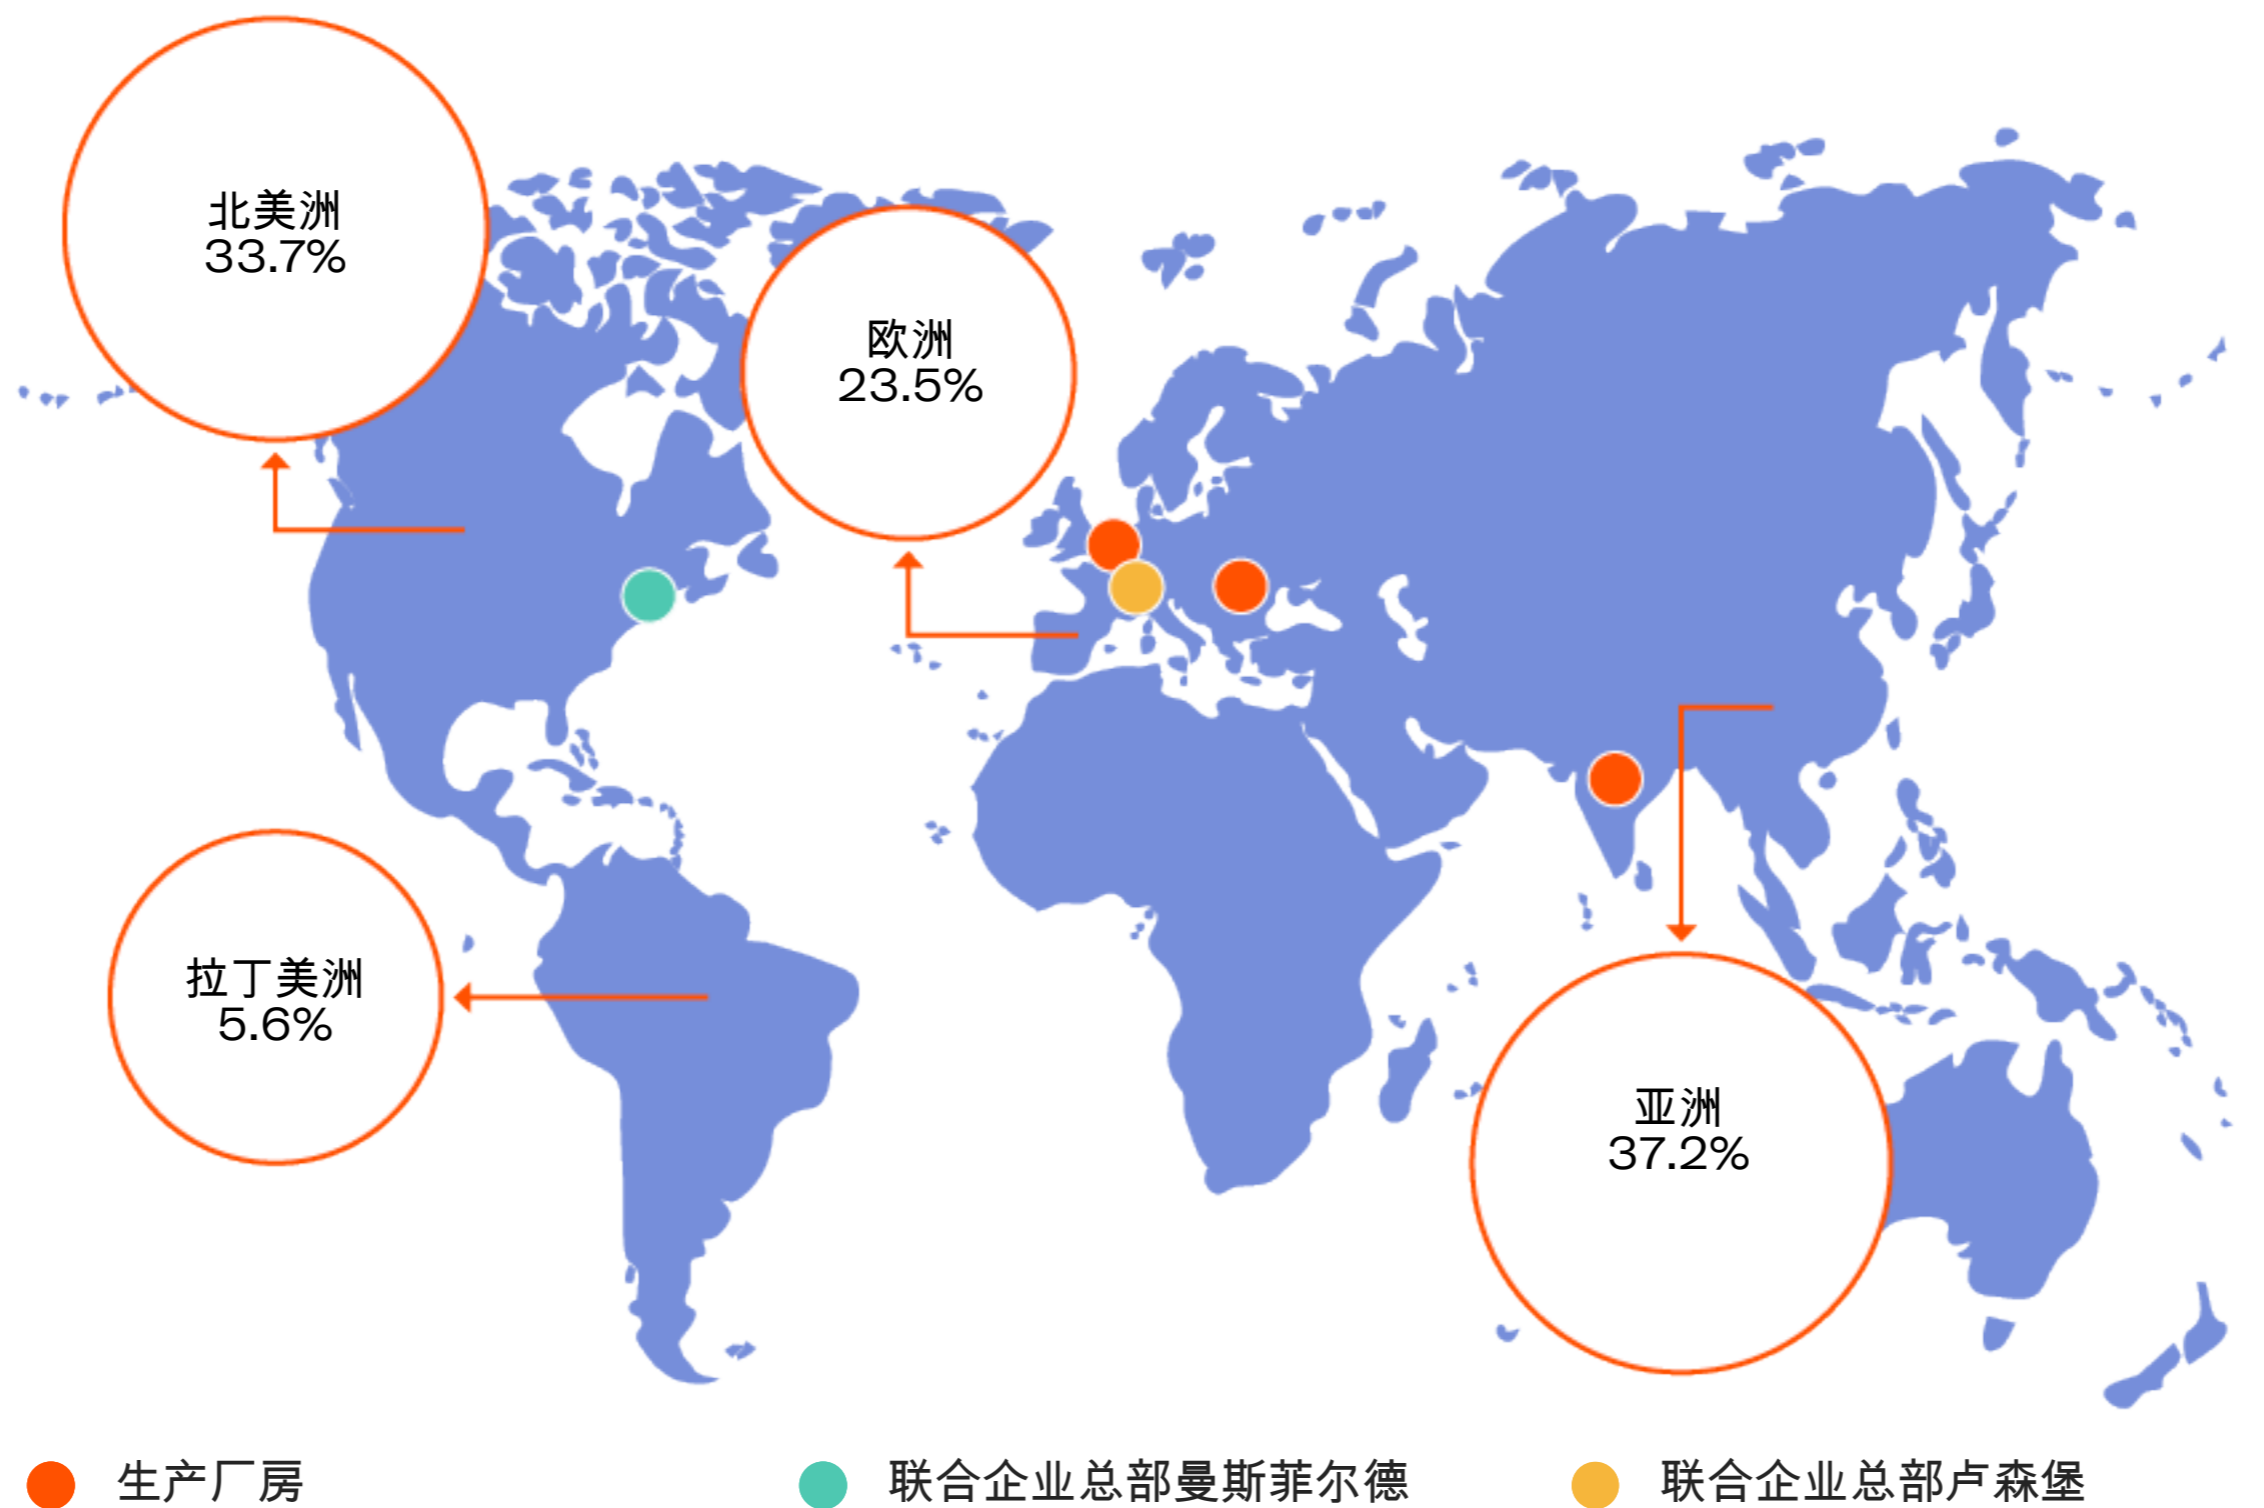 北美洲
33.7%
欧洲
23.5%
拉丁美洲
5.6%
亚洲
37.2%
生产厂房
联合企业总部曼斯菲尔德
联合企业总部卢森堡